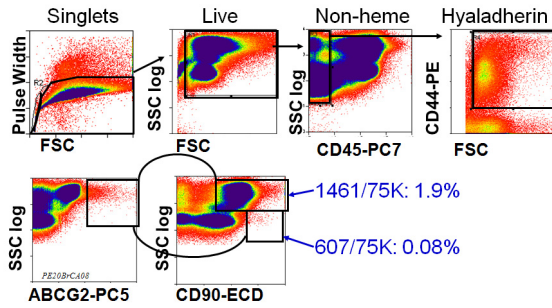 Singlets
Live
Non-heme
Hyaladherin
Pulse Width
R2
FSC
SSC log
FSC
SSC log
CD45-PC7
CD44-PE
FSC
SSC log
PE20BrCA08
ABCG2-PC5
SSC log
CD90-ECD
1461/75K: 1.9%
607/75K: 0.08%